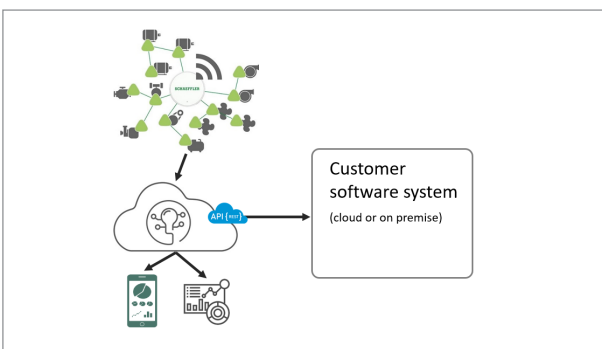 SCHAEFFLER
API {REST}
Customer
software system
(cloud or on premise)